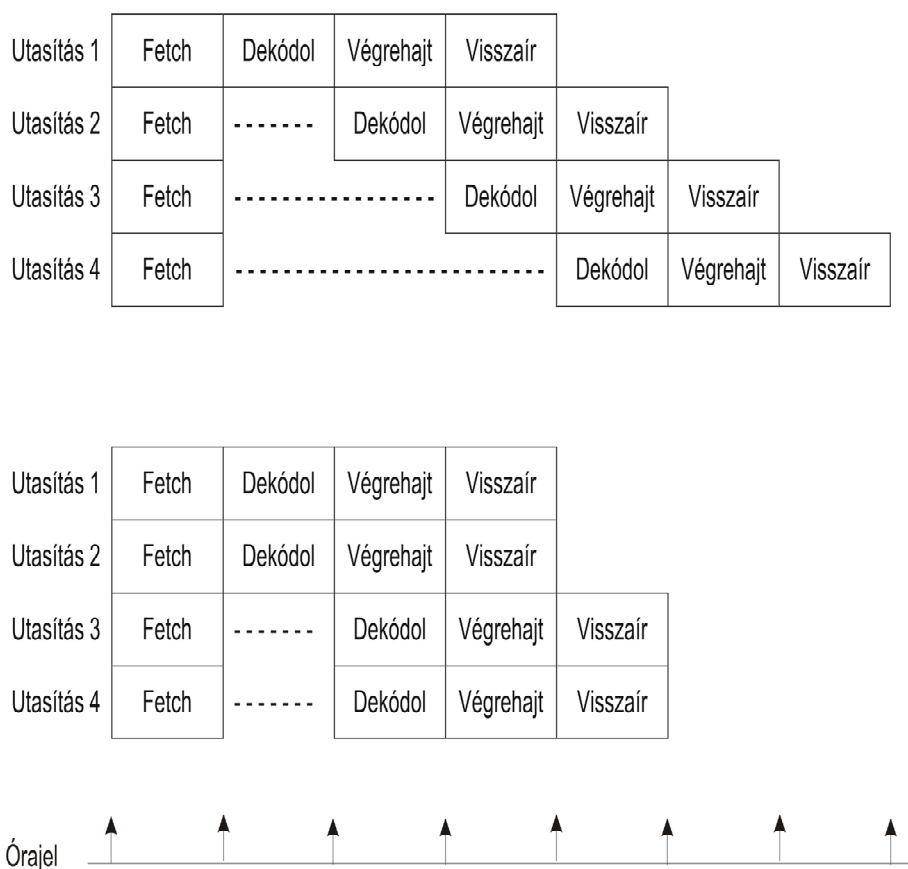 Utasítás 1 Fetch Dekódol Végrehajt Visszaír
Utasítás 2 Fetch Dekódol Végrehajt Visszaír
Utasítás 3 Fetch Dekódol Végrehajt Visszaír
Utasítás 4 Fetch Dekódol Végrehajt Visszaír
Utasítás 1 Fetch Dekódol Végrehajt Visszaír
Utasítás 2 Fetch Dekódol Végrehajt Visszaír
Utasítás 3 Fetch Dekódol Végrehajt Visszaír
Utasítás 4 Fetch Dekódol Végrehajt Visszaír
Órajel